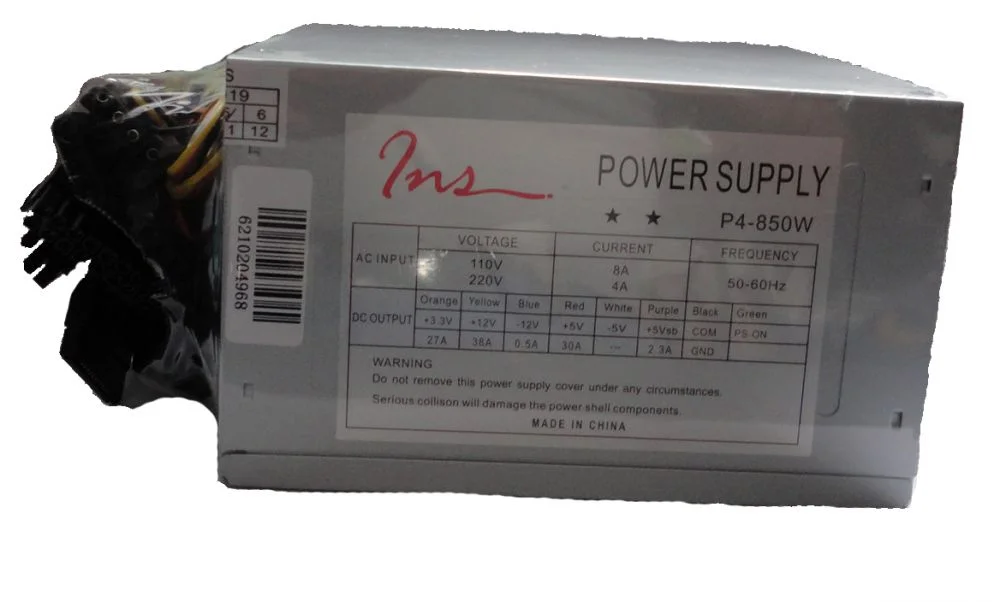 S
19
6
1 12
6210204968
Ins
POWER SUPPLY
★ ★ P4-850W
AC INPUT VOLTAGE CURRENT FREQUENCY
110V 8A 50-60Hz
220V 4A
DC OUTPUT Orange Yellow Blue Red White Purple Black Green
+3.3V +12V -12V +5V -5V +5Vsb COM PS-ON
27A 38A 0.5A 30A --- 2.3A GND
WARNING
Do not remove this power supply cover under any circumstances.
Serious collison will damage the power shell components.
MADE IN CHINA